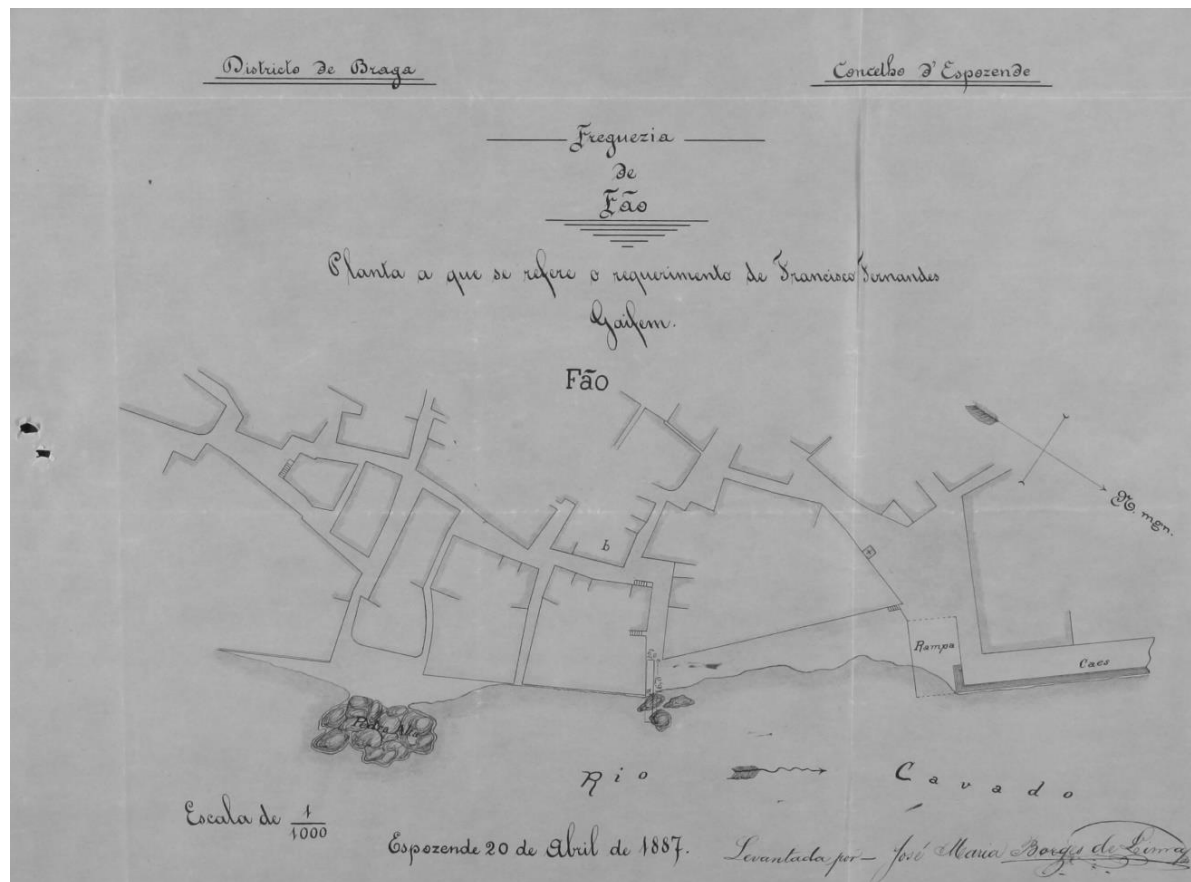 Districto de Braga
Concelho d'Espozende
Freguezia
de
Fão
Planta a que se refere o requerimento de Francisco Fernandes
Gaifem.
Fão
N. mgn.
b
Rampa
Caes
Pedra Alta
Rio Cavado
Escala de 1/1000
Espozende 20 de Abril de 1887.
Levantada por – José Maria Borges de Lima